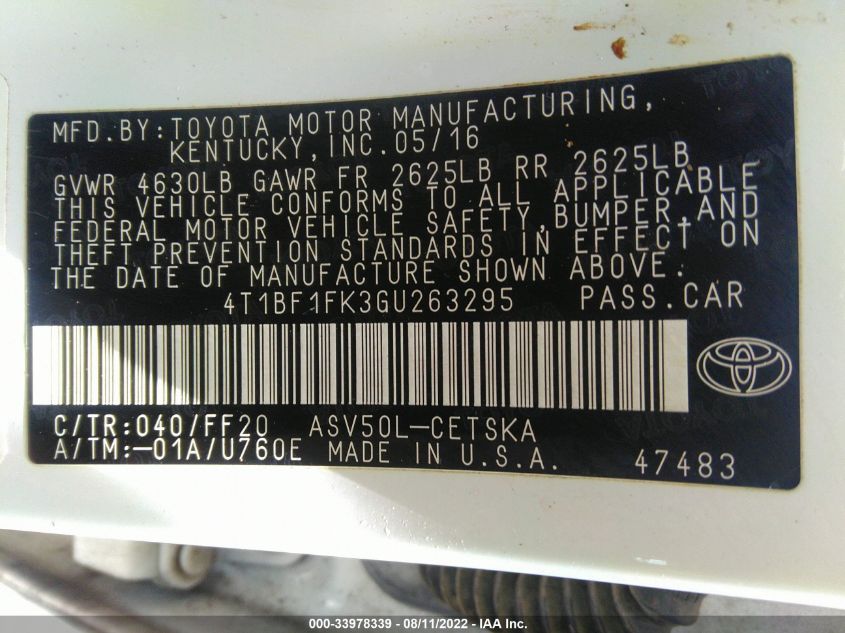 MFD.BY:TOYOTA MOTOR MANUFACTURING,
KENTUCKY,INC.05/16
GVWR 4630LB GAWR FR 2625LB RR 2625LB
THIS VEHICLE CONFORMS TO ALL APPLICABLE
FEDERAL MOTOR VEHICLE SAFETY,BUMPER,AND
THEFT PREVENTION STANDARDS IN EFFECT ON
THE DATE OF MANUFACTURE SHOWN ABOVE.
4T1BF1FK3GU263295 PASS.CAR
C/TR:040/FF20 ASV50L-CETSKA
A/TM:-01A/U760E MADE IN U.S.A. 47483
000-33978339 - 08/11/2022 - IAA Inc.